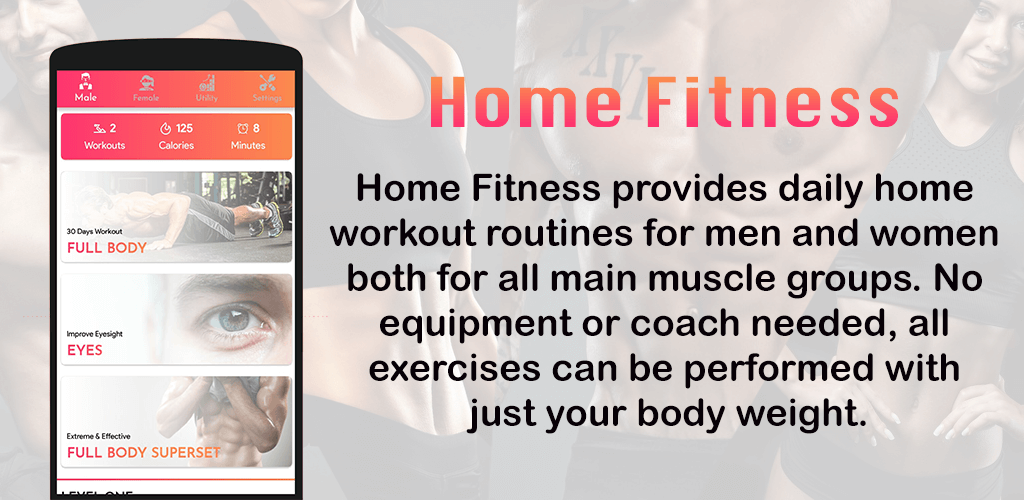 Male Female Utility Settings
2 125 8
Workouts Calories Minutes
30 Days Workout
FULL BODY
Improve Eyesight
EYES
Extreme & Effective
FULL BODY SUPERSET
LEVEL ONE
Home Fitness
Home Fitness provides daily home
workout routines for men and women
both for all main muscle groups. No
equipment or coach needed, all
exercises can be performed with
just your body weight.